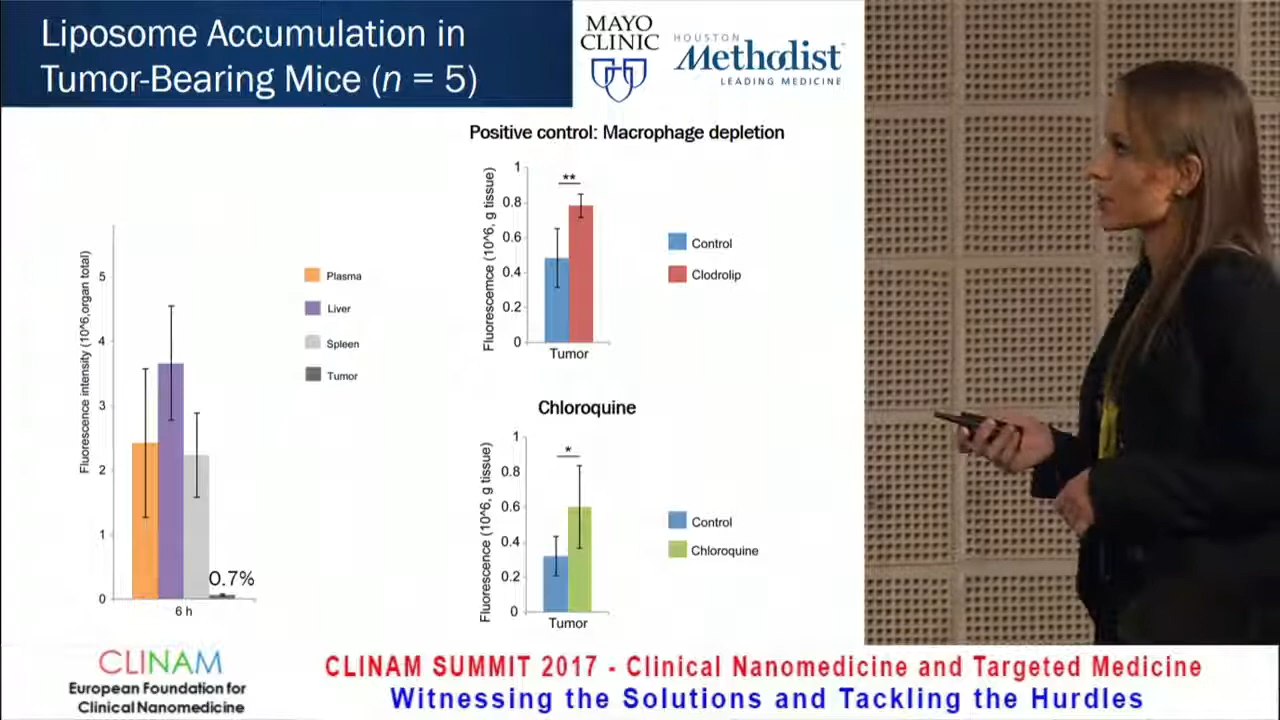 Liposome Accumulation in
Tumor-Bearing Mice (n = 5)
MAYO
CLINIC
HOUSTON
Methodist
LEADING MEDICINE
Fluorescence intensity (10^6,organ total)
5
4
3
2
1
0
6 h
0.7%
Plasma
Liver
Spleen
Tumor
Positive control: Macrophage depletion
Fluorescemce (10^6, g tissue)
1
0.8
0.6
0.4
0.2
0
**
Tumor
Control
Clodrolip
Chloroquine
Fluorescence (10^6, g tissue)
1
0.8
0.6
0.4
0.2
0
*
Tumor
Control
Chloroquine
CLINAM
European Foundation for
Clinical Nanomedicine
CLINAM SUMMIT 2017 - Clinical Nanomedicine and Targeted Medicine
Witnessing the Solutions and Tackling the Hurdles